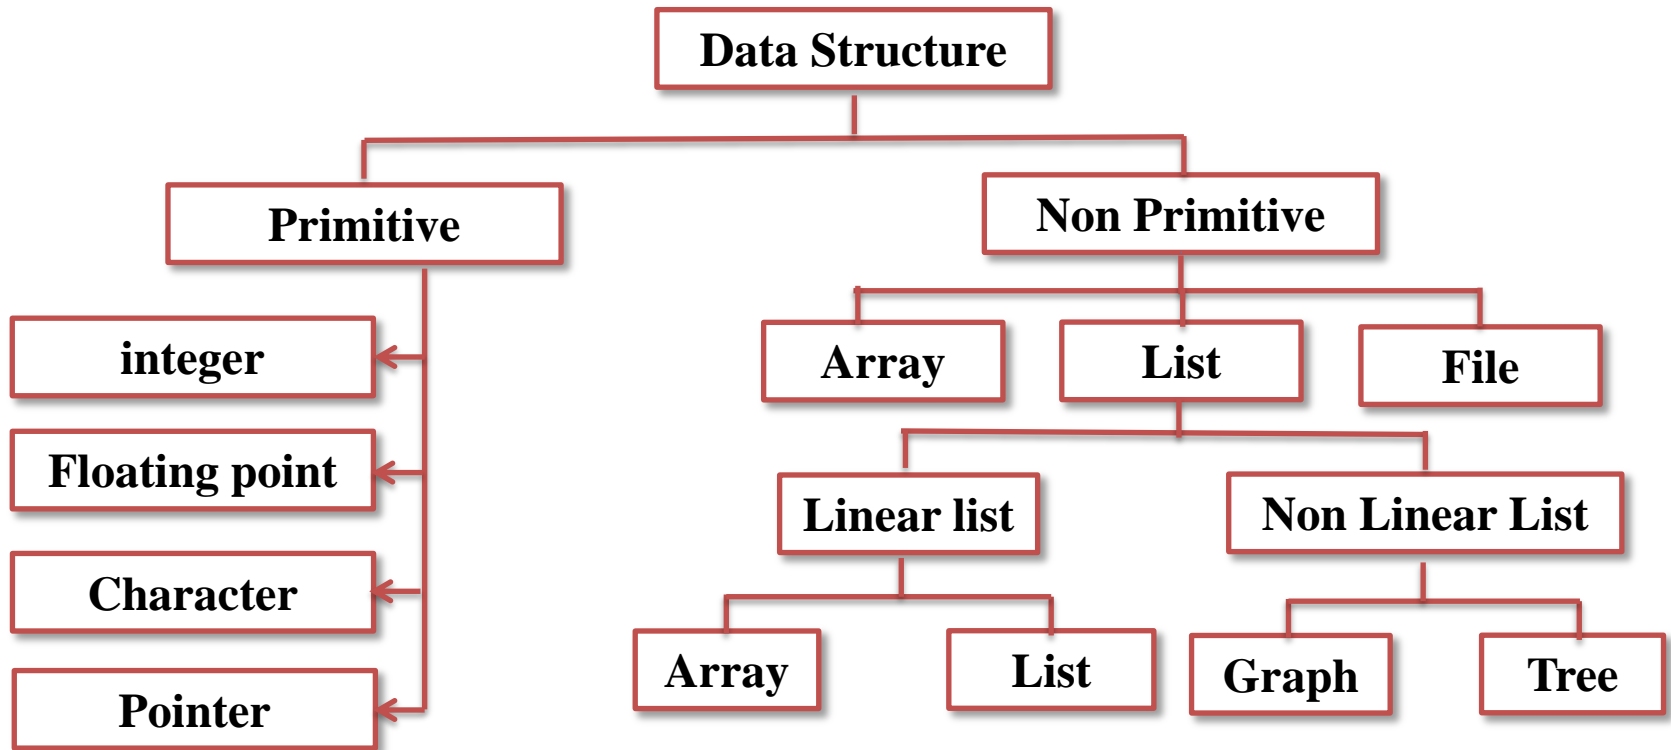 Data Structure
Primitive
Non Primitive
integer
Floating point
Character
Pointer
Array
List
File
Linear list
Non Linear List
Array
List
Graph
Tree